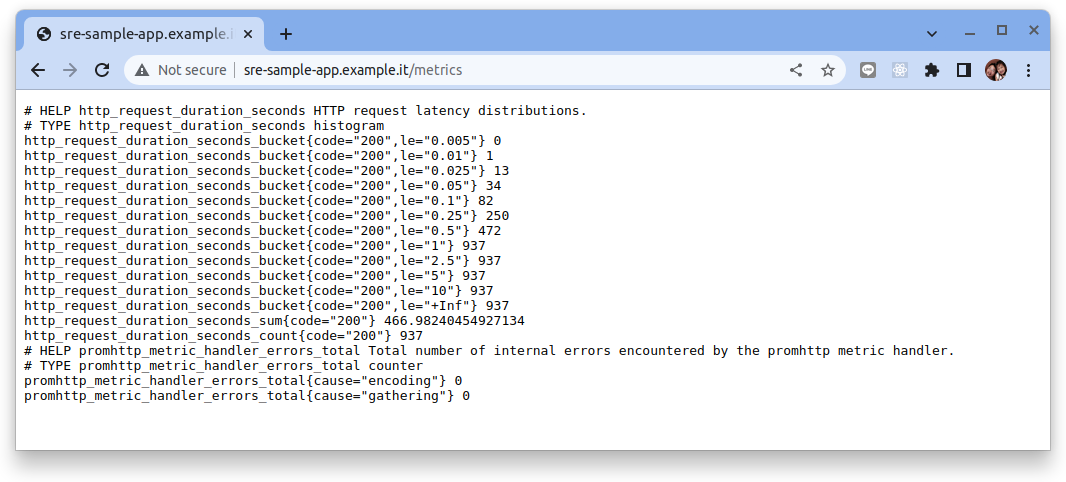 sre-sample-app.example.i
Not secure sre-sample-app.example.it/metrics
LINE
# HELP http_request_duration_seconds HTTP request latency distributions.
# TYPE http_request_duration_seconds histogram
http_request_duration_seconds_bucket{code="200",le="0.005"} 0
http_request_duration_seconds_bucket{code="200",le="0.01"} 1
http_request_duration_seconds_bucket{code="200",le="0.025"} 13
http_request_duration_seconds_bucket{code="200",le="0.05"} 34
http_request_duration_seconds_bucket{code="200",le="0.1"} 82
http_request_duration_seconds_bucket{code="200",le="0.25"} 250
http_request_duration_seconds_bucket{code="200",le="0.5"} 472
http_request_duration_seconds_bucket{code="200",le="1"} 937
http_request_duration_seconds_bucket{code="200",le="2.5"} 937
http_request_duration_seconds_bucket{code="200",le="5"} 937
http_request_duration_seconds_bucket{code="200",le="10"} 937
http_request_duration_seconds_bucket{code="200",le="+Inf"} 937
http_request_duration_seconds_sum{code="200"} 466.98240454927134
http_request_duration_seconds_count{code="200"} 937
# HELP promhttp_metric_handler_errors_total Total number of internal errors encountered by the promhttp metric handler.
# TYPE promhttp_metric_handler_errors_total counter
promhttp_metric_handler_errors_total{cause="encoding"} 0
promhttp_metric_handler_errors_total{cause="gathering"} 0